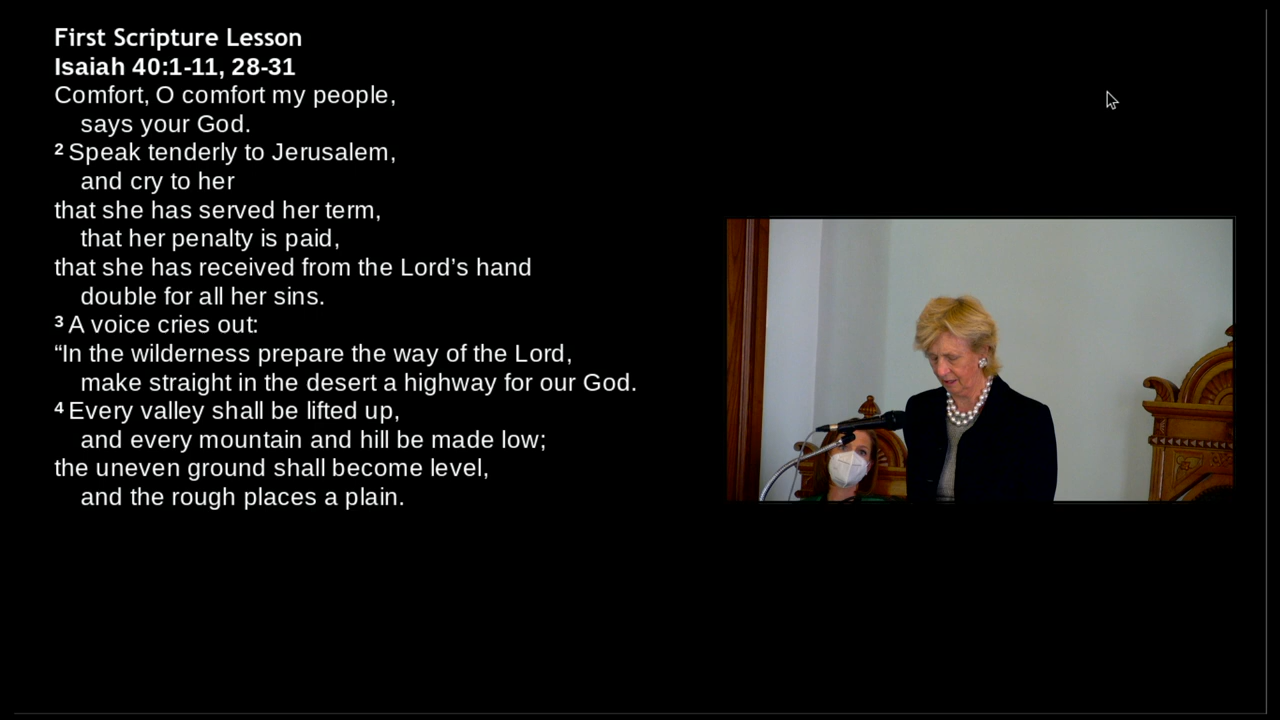 First Scripture Lesson
Isaiah 40:1-11, 28-31
Comfort, O comfort my people,
says your God.
² Speak tenderly to Jerusalem,
and cry to her
that she has served her term,
that her penalty is paid,
that she has received from the Lord’s hand
double for all her sins.
³ A voice cries out:
“In the wilderness prepare the way of the Lord,
make straight in the desert a highway for our God.
⁴ Every valley shall be lifted up,
and every mountain and hill be made low;
the uneven ground shall become level,
and the rough places a plain.